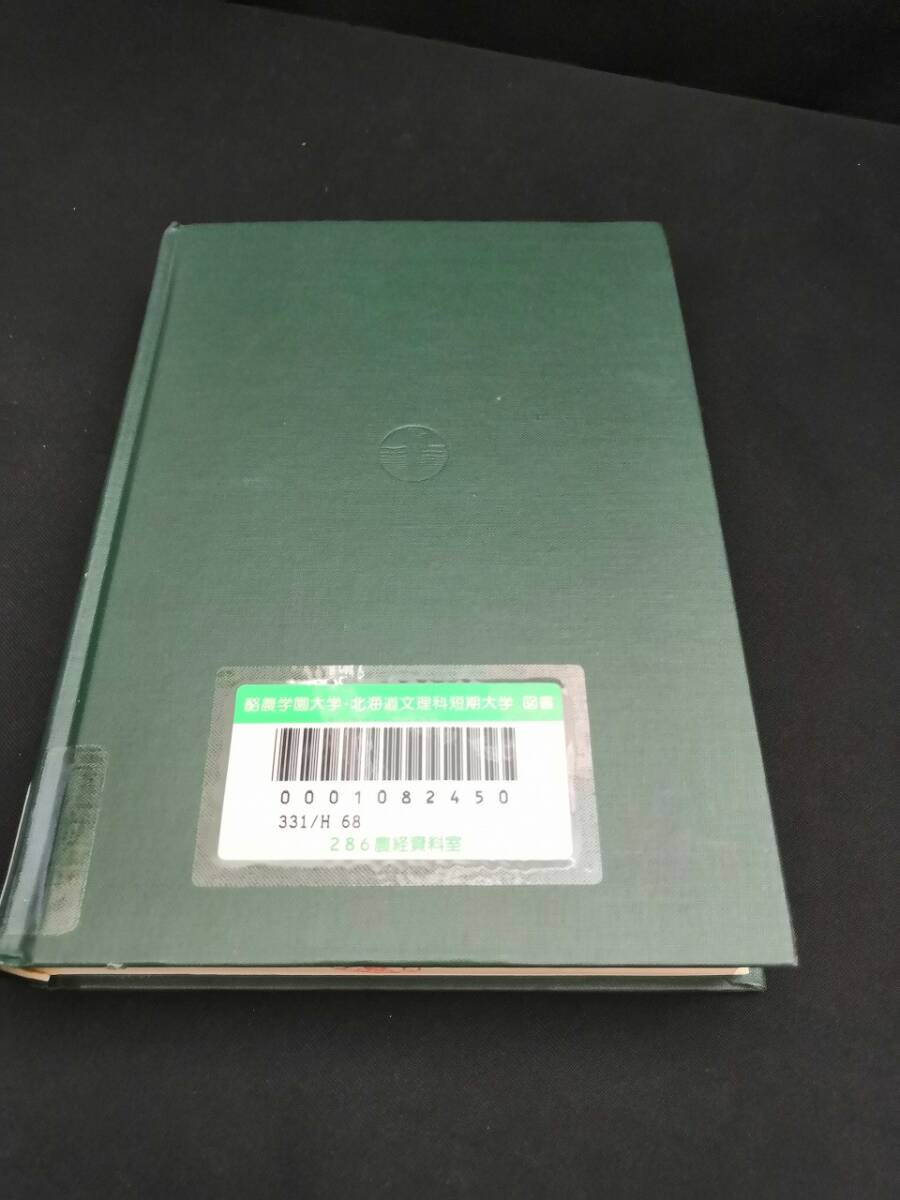 酪農学園大学・北海道文理科短期大学 図書
0001082450
331/H 68
286農経資料室